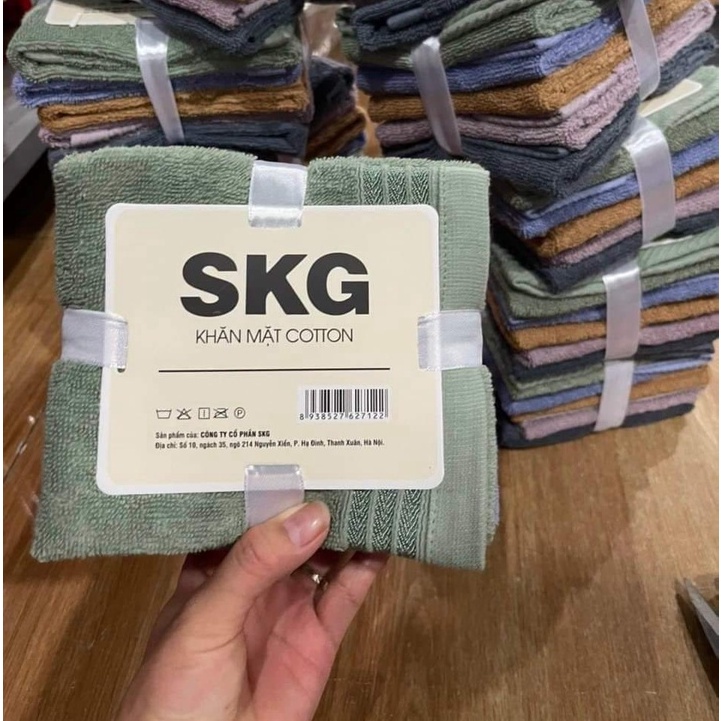 SKG
KHĂN MẶT COTTON
8 938527 627122
Sản phẩm của: CÔNG TY CỔ PHẦN SKG
Địa chỉ: Số 10, ngách 35, ngõ 214 Nguyễn Xiển, P. Hạ Đình, Thanh Xuân, Hà Nội.